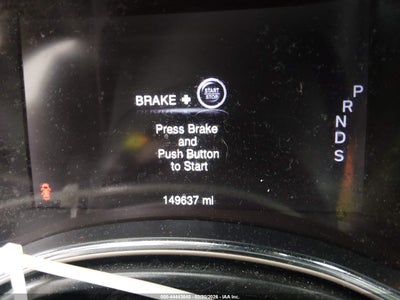 BRAKE + START STOP
Press Brake
and
Push Button
to Start
149637 mi
P
R
N
D
S